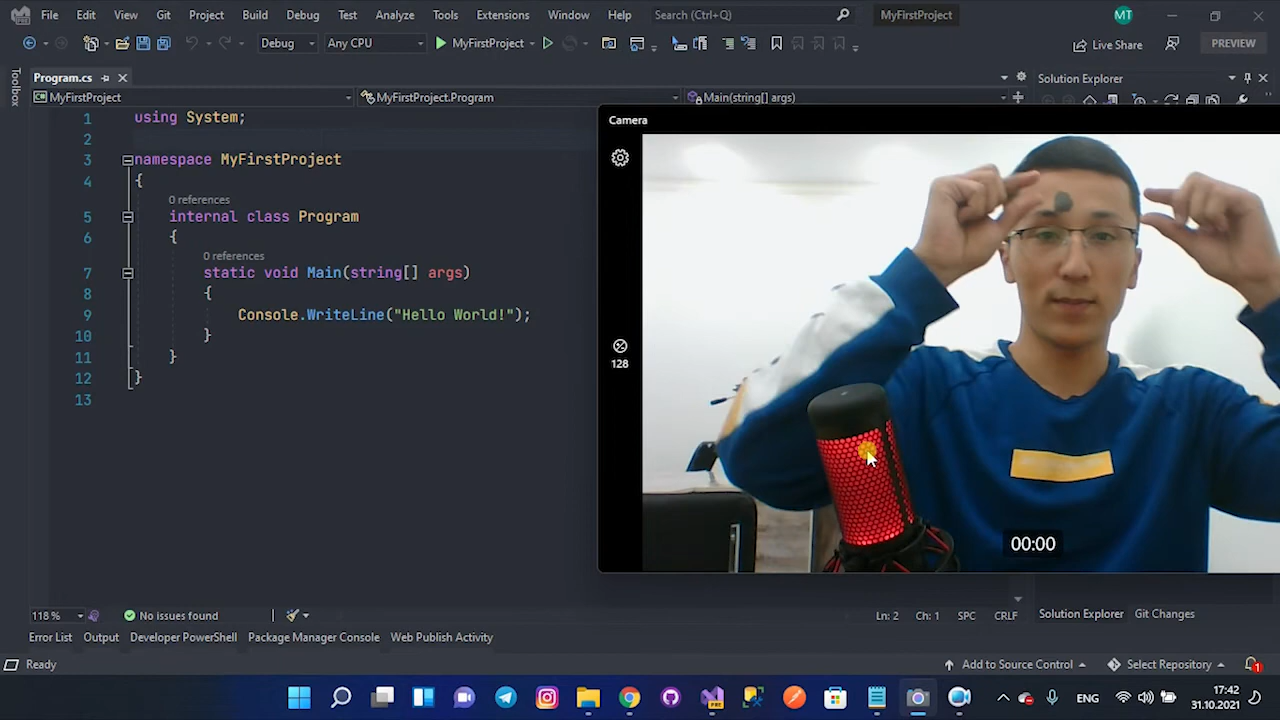 File Edit View Git Project Build Debug Test Analyze Tools Extensions Window Help Search (Ctrl+Q) MyFirstProject MT
Debug Any CPU MyFirstProject Live Share PREVIEW
Toolbox
Program.cs
Solution Explorer
MyFirstProject MyFirstProject.Program Main(string[] args)
1 using System;
2
3 namespace MyFirstProject
4 {
0 references
5 internal class Program
6 {
0 references
7 static void Main(string[] args)
8 {
9 Console.WriteLine("Hello World!");
10 }
11 }
12 }
13
Camera
128
00:00
118 % No issues found Ln: 2 Ch: 1 SPC CRLF
Solution Explorer Git Changes
Error List Output Developer PowerShell Package Manager Console Web Publish Activity
Ready Add to Source Control Select Repository 1
PRE
ENG 17:42
31.10.2021